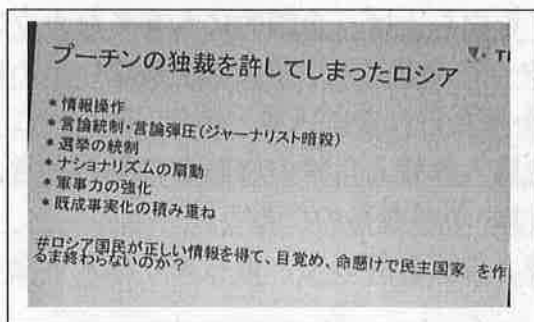 プーチンの独裁を許してしまったロシア
*情報操作
*言論統制・言論弾圧(ジャーナリスト暗殺)
*選挙の統制
*ナショナリズムの扇動
*軍事力の強化
*既成事実化の積み重ね
#ロシア国民が正しい情報を得て、目覚め、命懸けで民主国家 を作
るま終わらないのか?